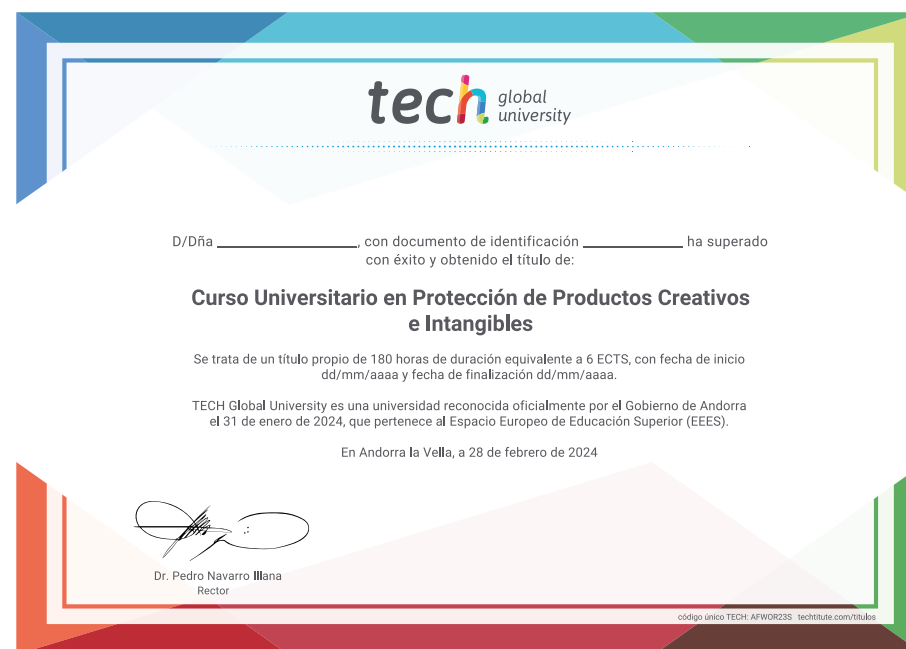 tech global
university
D/Dña ____________________, con documento de identificación ______________ ha superado
con éxito y obtenido el título de:
Curso Universitario en Protección de Productos Creativos
e Intangibles
Se trata de un título propio de 180 horas de duración equivalente a 6 ECTS, con fecha de inicio
dd/mm/aaaa y fecha de finalización dd/mm/aaaa.
TECH Global University es una universidad reconocida oficialmente por el Gobierno de Andorra
el 31 de enero de 2024, que pertenece al Espacio Europeo de Educación Superior (EEES).
En Andorra la Vella, a 28 de febrero de 2024
Dr. Pedro Navarro Illana
Rector
código único TECH: AFWOR23S techtitute.com/titulos